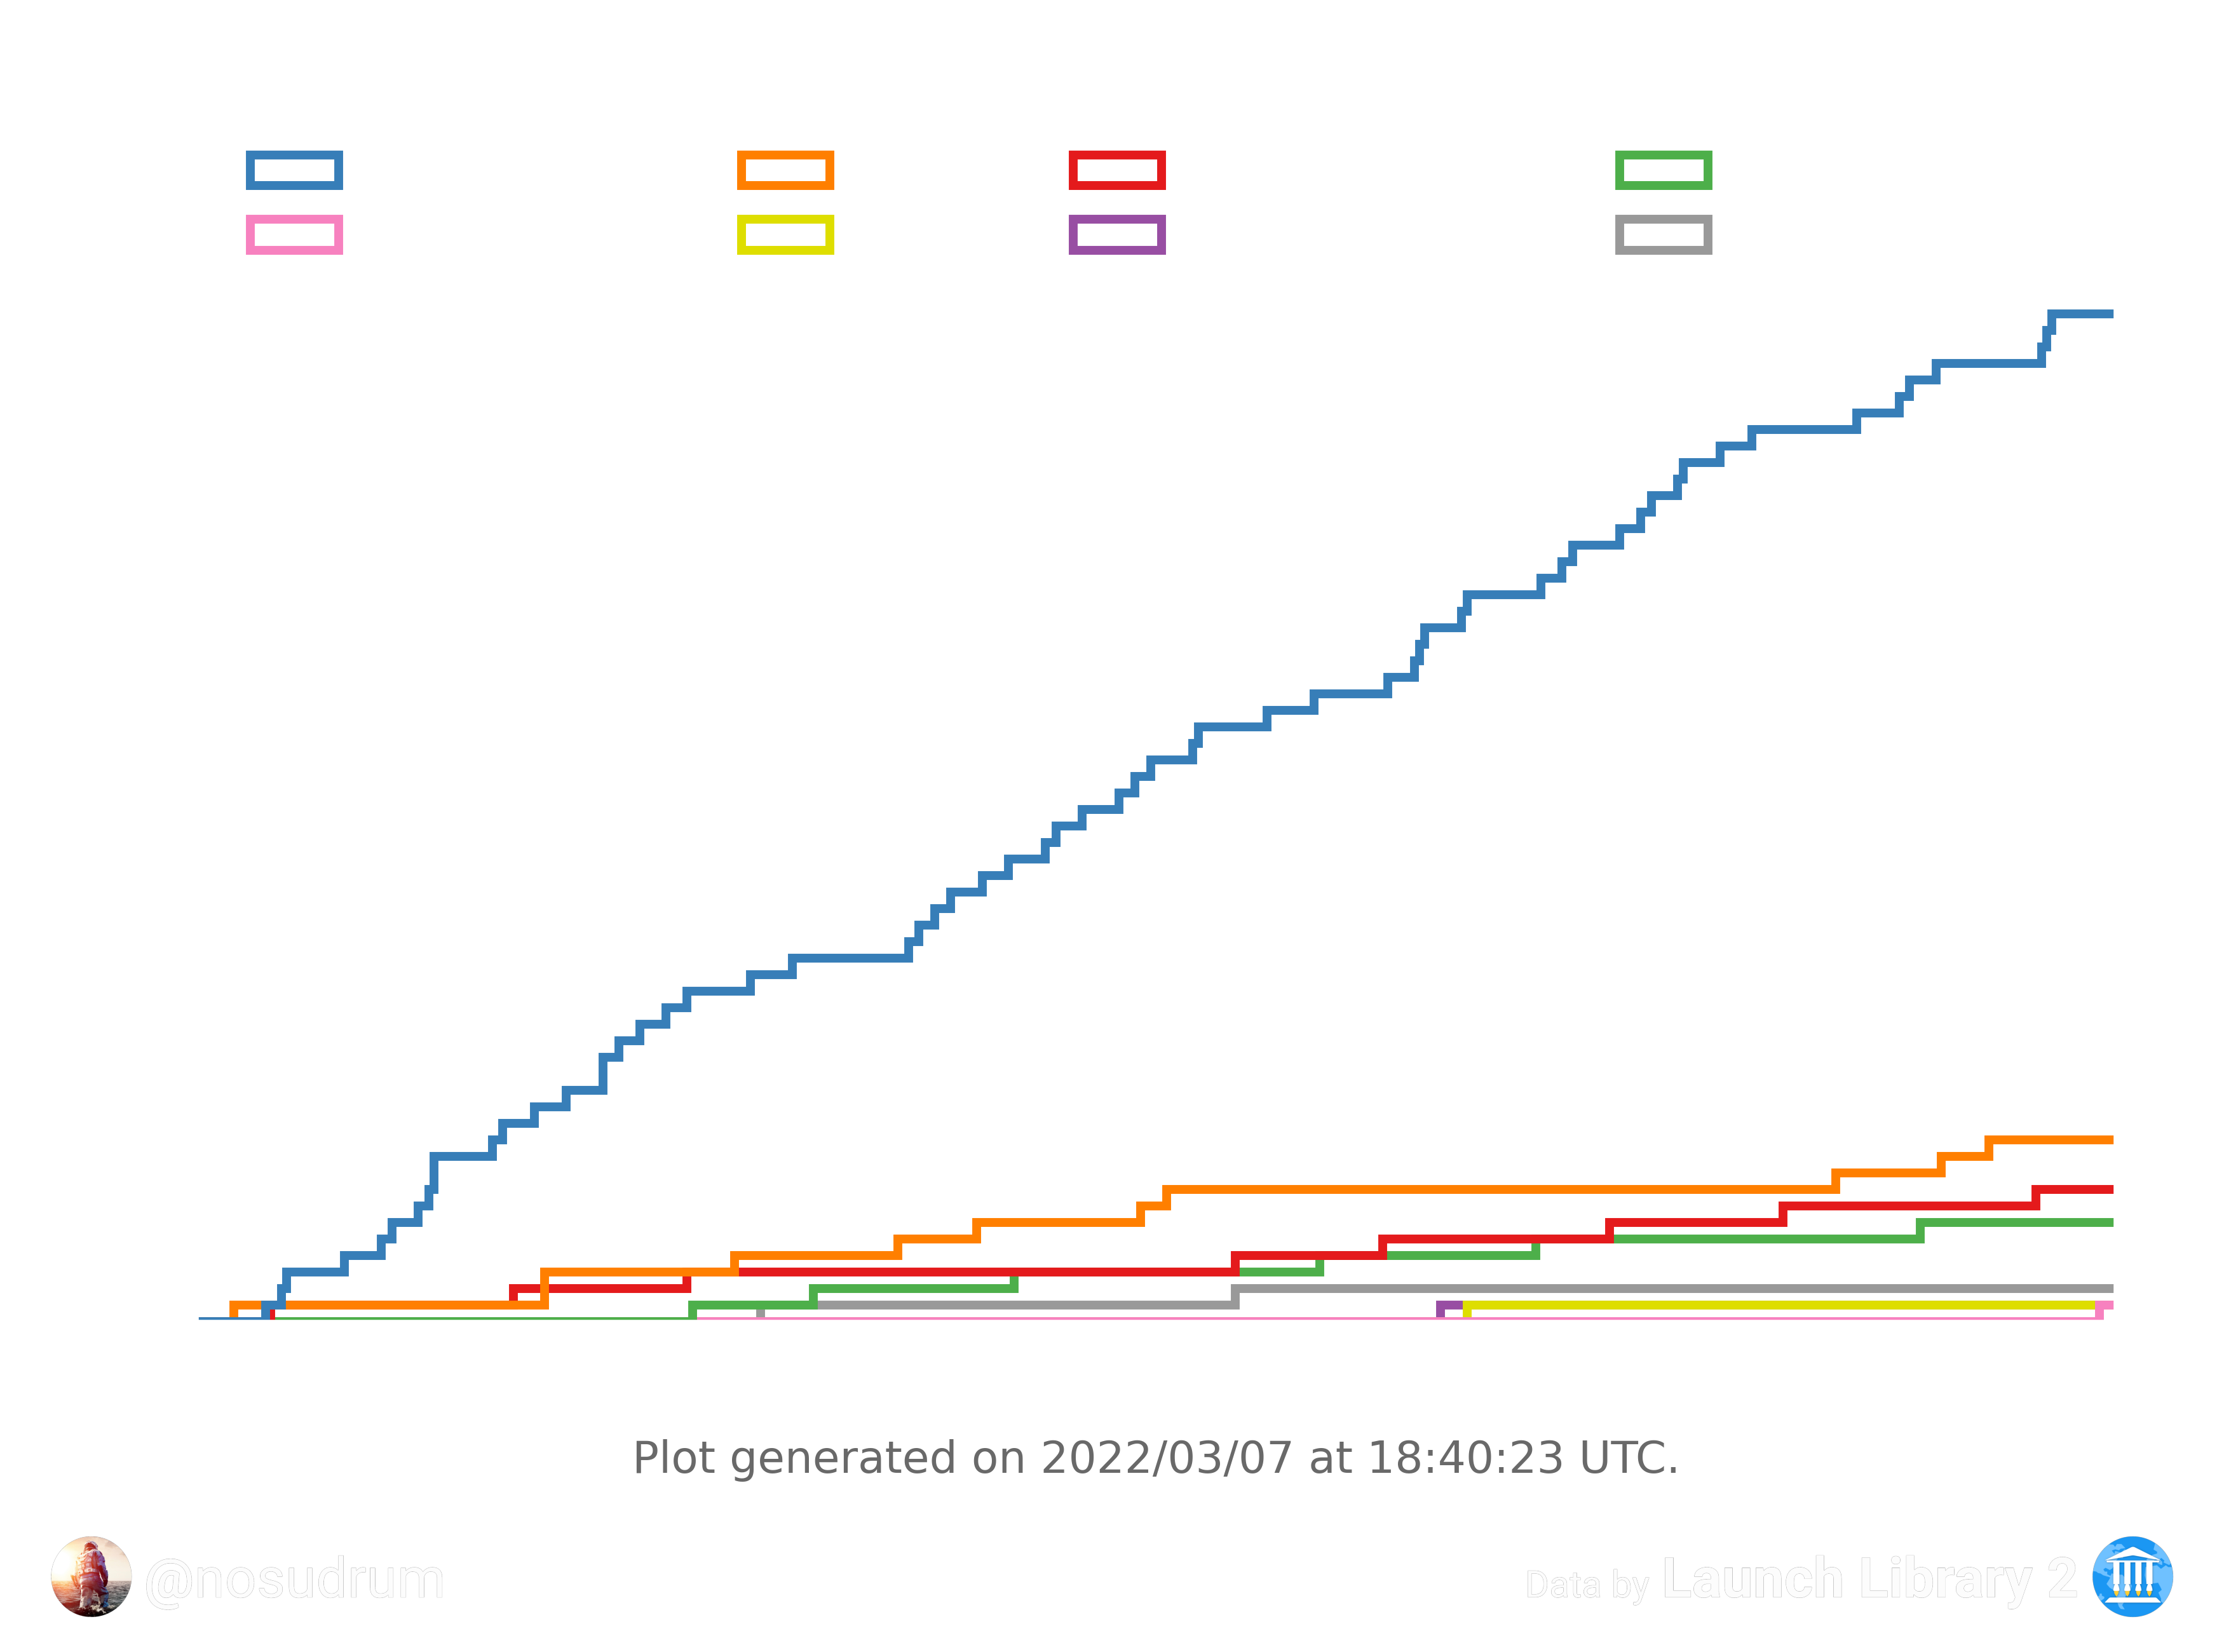 Plot generated on 2022/03/07 at 18:40:23 UTC.
@nosudrum
Data by Launch Library 2